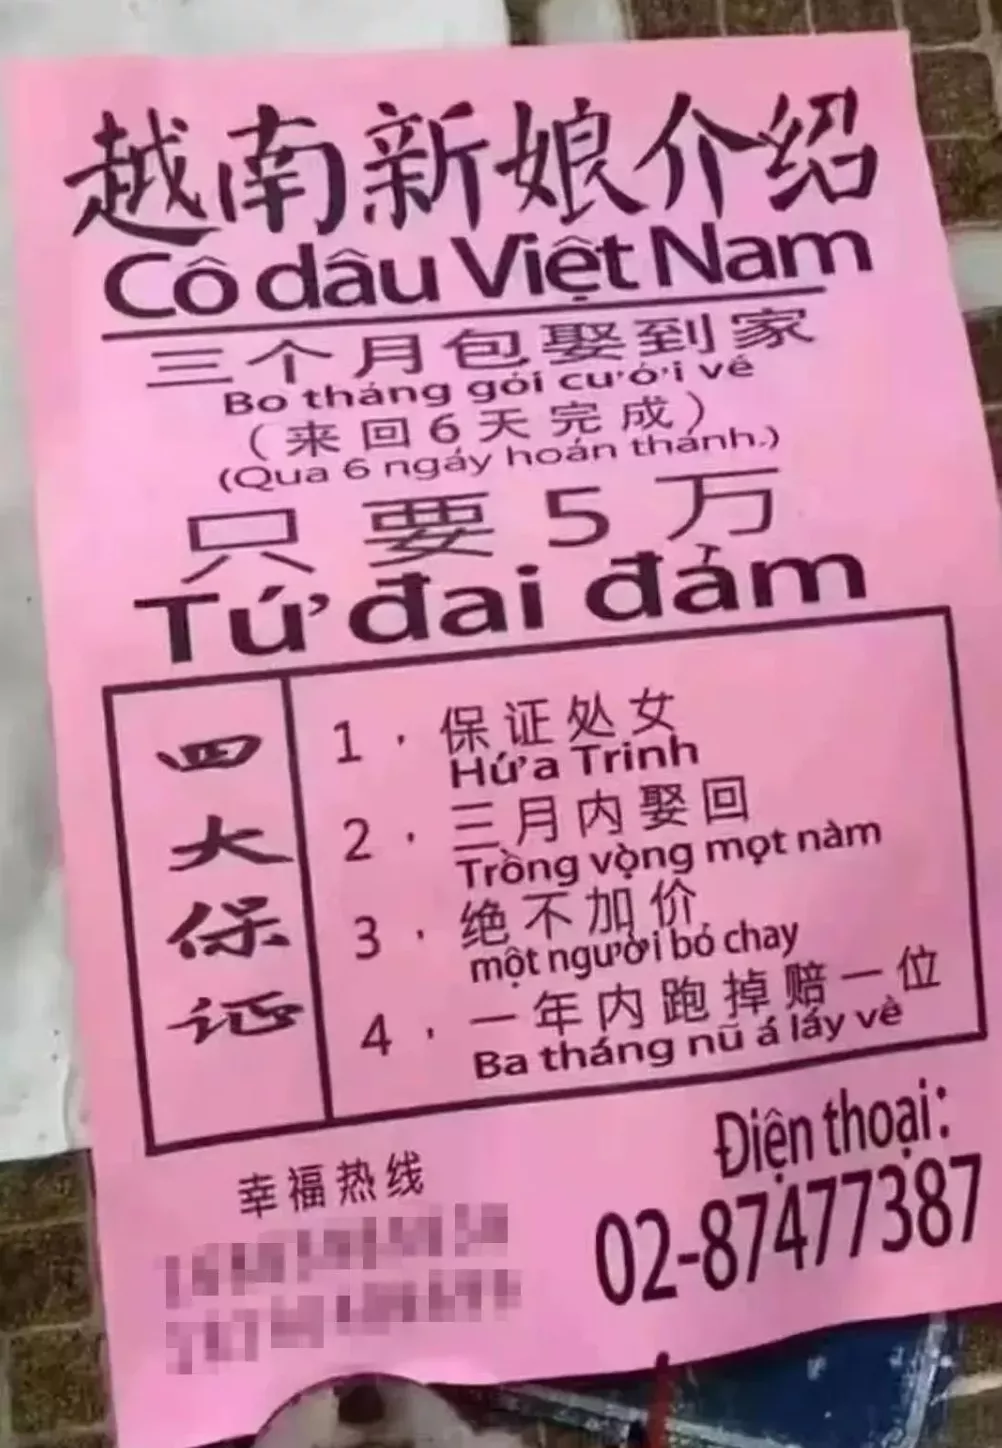 越南新娘介绍
Cô dâu Việt Nam
三个月包娶到家
Bo tháng gói cưới vé
（来回6天完成）
(Qua 6 ngáy hoán thánh.)
只要5万
Tứ đai đảm
四大保证
1．保证处女
Hứa Trinh
2．三月内娶回
Trồng vọng mọt nàm
3．绝不加价
một người bỏ chay
4．一年内跑掉赔一位
Ba tháng nũ á láy về
幸福热线
Điện thoại:
02-87477387